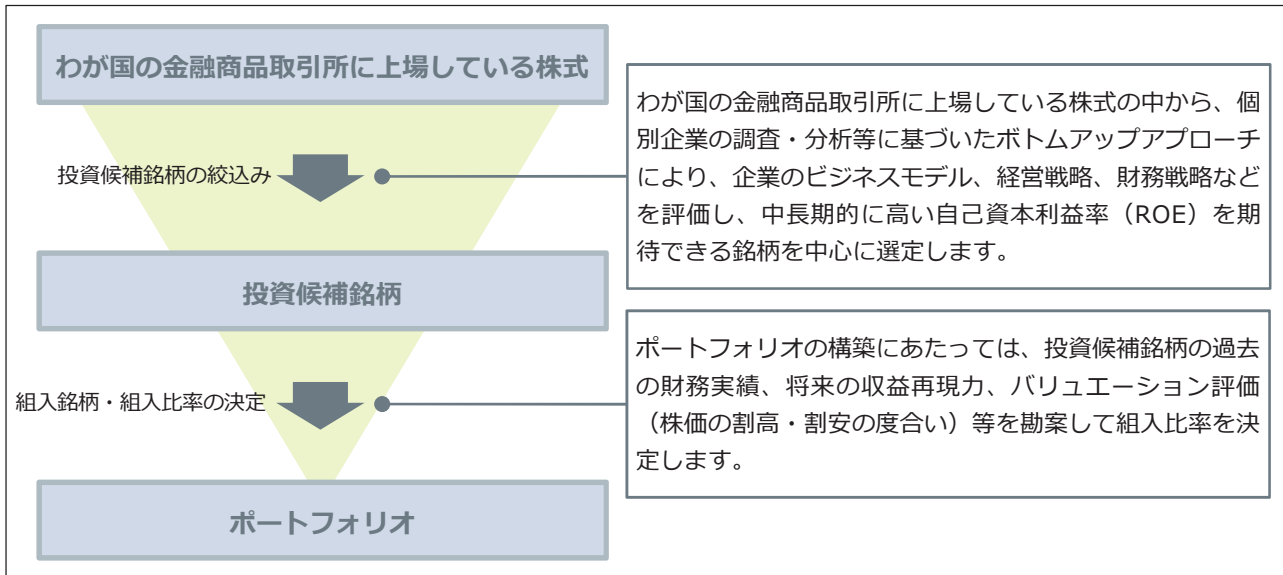 わが国の金融商品取引所に上場している株式
投資候補銘柄の絞込み
わが国の金融商品取引所に上場している株式の中から、個
別企業の調査・分析等に基づいたボトムアップアプローチ
により、企業のビジネスモデル、経営戦略、財務戦略など
を評価し、中長期的に高い自己資本利益率（ROE）を期
待できる銘柄を中心に選定します。
投資候補銘柄
組入銘柄・組入比率の決定
ポートフォリオの構築にあたっては、投資候補銘柄の過去
の財務実績、将来の収益再現力、バリュエーション評価
（株価の割高・割安の度合い）等を勘案して組入比率を決
定します。
ポートフォリオ